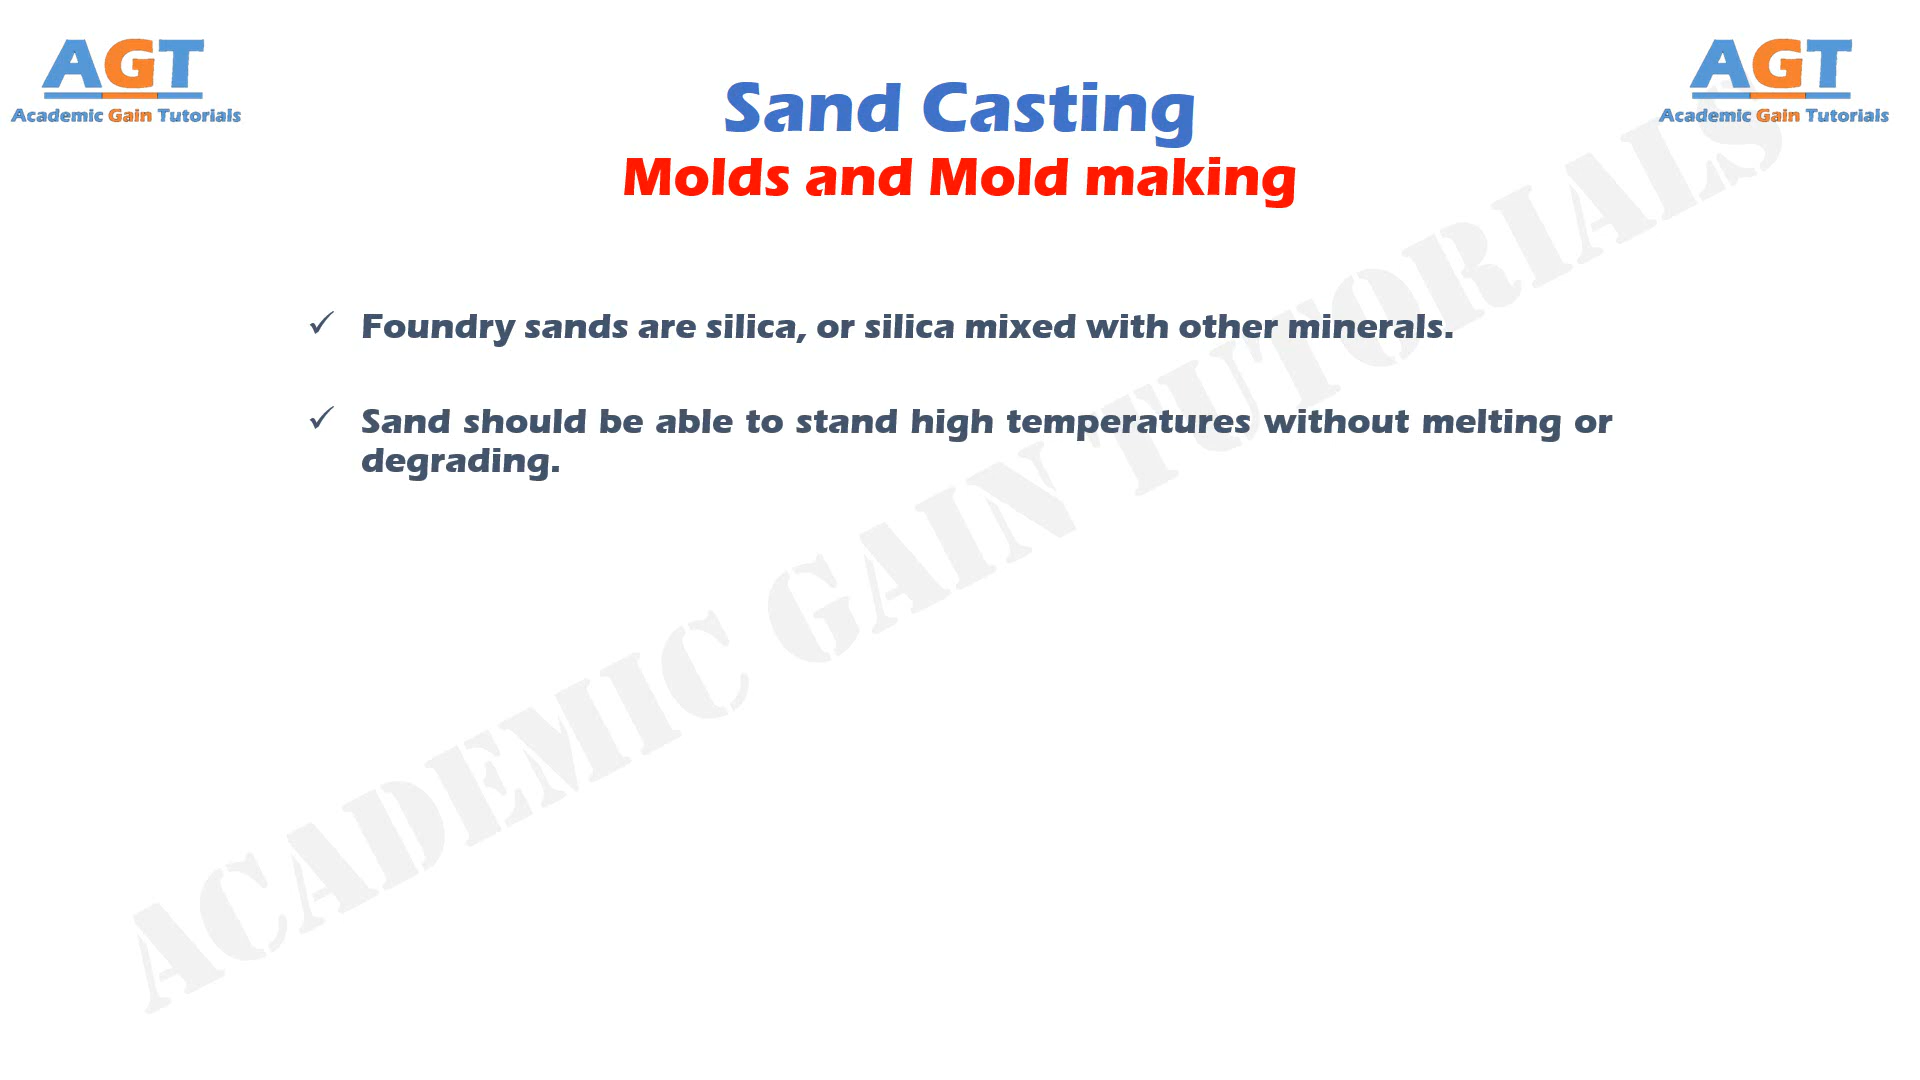 AGT
Academic Gain Tutorials
AGT
Academic Gain Tutorials
Sand Casting
Molds and Mold making
✓ Foundry sands are silica, or silica mixed with other minerals.
✓ Sand should be able to stand high temperatures without melting or
degrading.
ACADEMIC GAIN TUTORIALS